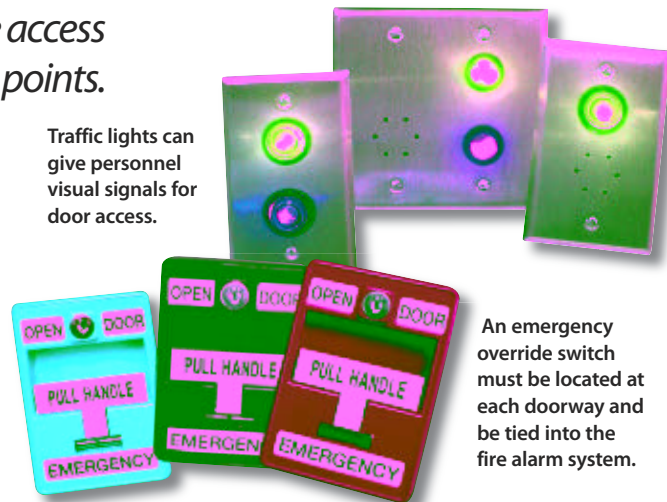 access
points.
Traffic lights can
give personnel
visual signals for
door access.
OPEN DOOR
PULL HANDLE
EMERGENCY
OPEN DOOR
PULL HANDLE
EMERGENCY
OPEN DOOR
PULL HANDLE
EMERGENCY
An emergency
override switch
must be located at
each doorway and
be tied into the
fire alarm system.